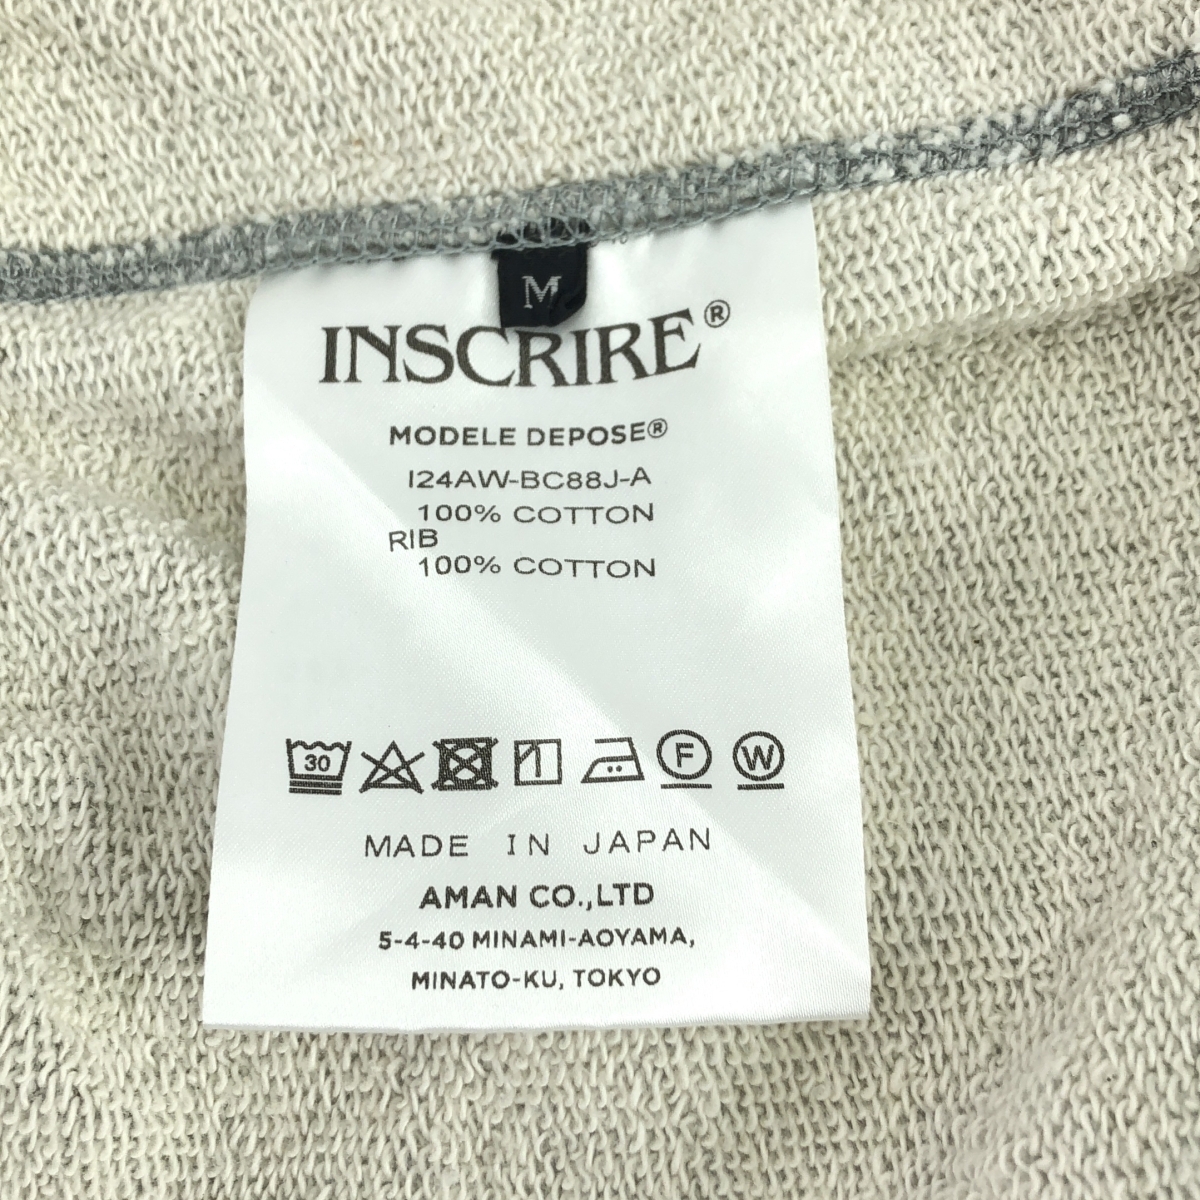 M
INSCRIRE®
MODELE DEPOSE®
I24AW-BC88J-A
100% COTTON
RIB
100% COTTON
30 F W
MADE IN JAPAN
AMAN CO.,LTD
5-4-40 MINAMI-AOYAMA,
MINATO-KU, TOKYO